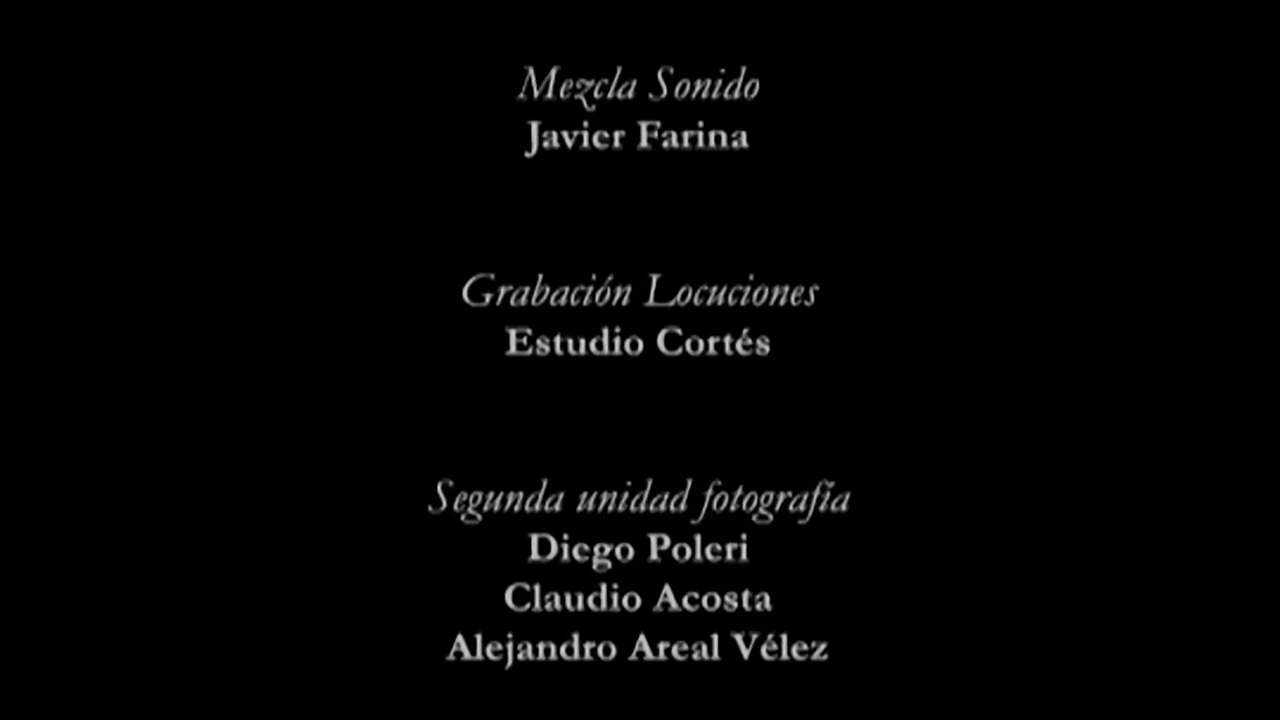 Mezcla Sonido
Javier Farina
Grabación Locuciones
Estudio Cortés
Segunda unidad fotografía
Diego Poleri
Claudio Acosta
Alejandro Areal Vélez